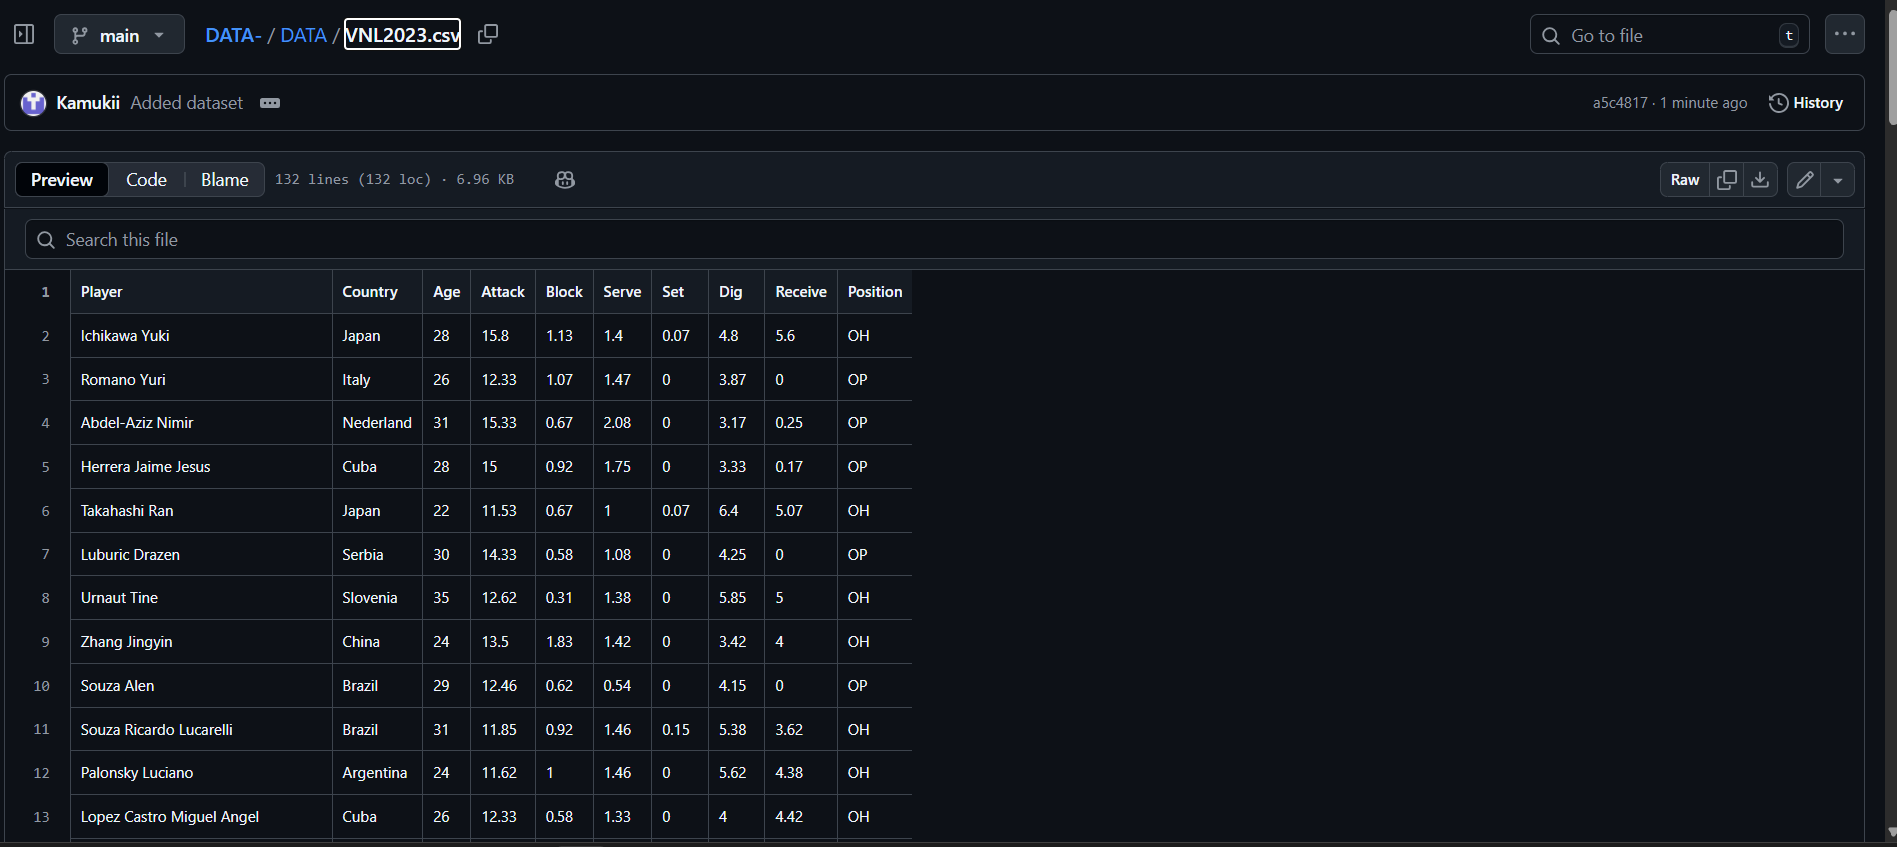 main
DATA- / DATA / VNL2023.csv
Go to file t
Kamukii Added dataset
a5c4817 · 1 minute ago History
Preview Code Blame 132 lines (132 loc) · 6.96 KB
Raw
Search this file
1 Player Country Age Attack Block Serve Set Dig Receive Position
2 Ichikawa Yuki Japan 28 15.8 1.13 1.4 0.07 4.8 5.6 OH
3 Romano Yuri Italy 26 12.33 1.07 1.47 0 3.87 0 OP
4 Abdel-Aziz Nimir Nederland 31 15.33 0.67 2.08 0 3.17 0.25 OP
5 Herrera Jaime Jesus Cuba 28 15 0.92 1.75 0 3.33 0.17 OP
6 Takahashi Ran Japan 22 11.53 0.67 1 0.07 6.4 5.07 OH
7 Luburic Drazen Serbia 30 14.33 0.58 1.08 0 4.25 0 OP
8 Urnaut Tine Slovenia 35 12.62 0.31 1.38 0 5.85 5 OH
9 Zhang Jingyin China 24 13.5 1.83 1.42 0 3.42 4 OH
10 Souza Alen Brazil 29 12.46 0.62 0.54 0 4.15 0 OP
11 Souza Ricardo Lucarelli Brazil 31 11.85 0.92 1.46 0.15 5.38 3.62 OH
12 Palonsky Luciano Argentina 24 11.62 1 1.46 0 5.62 4.38 OH
13 Lopez Castro Miguel Angel Cuba 26 12.33 0.58 1.33 0 4 4.42 OH